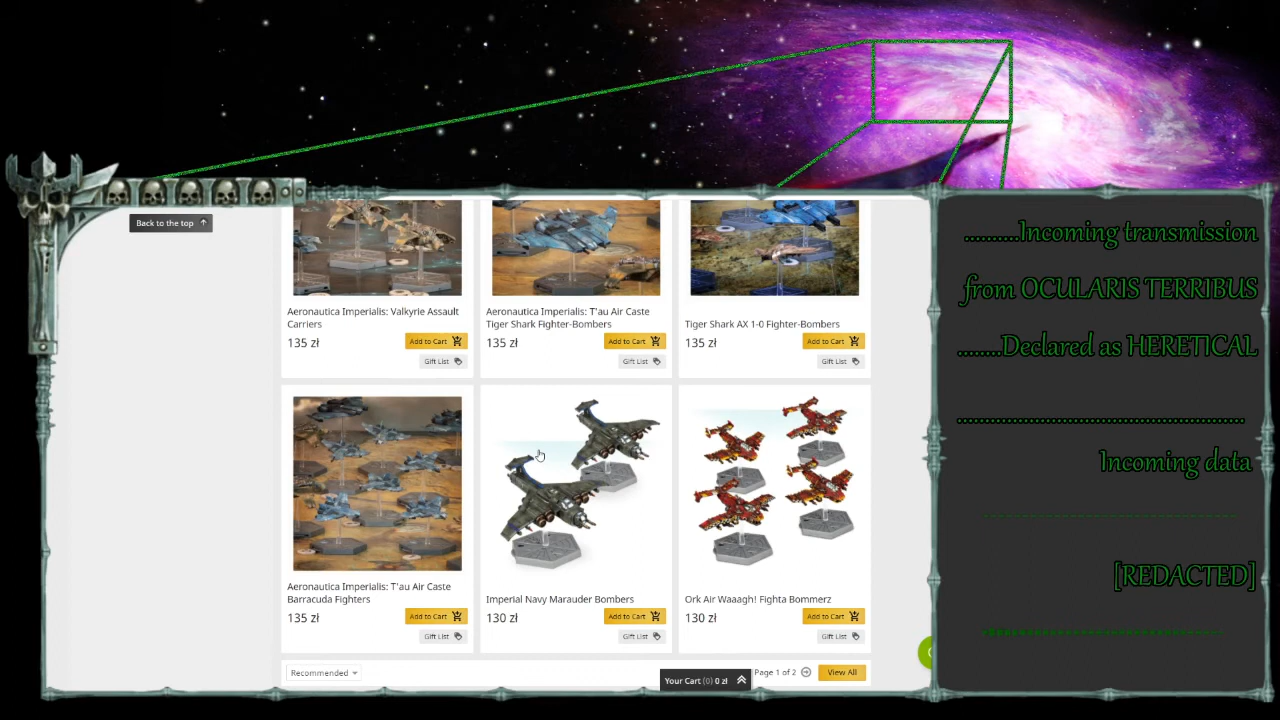 Back to the top
Aeronautica Imperialis: Valkyrie Assault
Carriers
135 zł
Add to Cart
Gift List
Aeronautica Imperialis: T'au Air Caste
Tiger Shark Fighter-Bombers
135 zł
Add to Cart
Gift List
Tiger Shark AX 1-0 Fighter-Bombers
135 zł
Add to Cart
Gift List
Aeronautica Imperialis: T'au Air Caste
Barracuda Fighters
135 zł
Add to Cart
Gift List
Imperial Navy Marauder Bombers
130 zł
Add to Cart
Gift List
Ork Air Waaagh! Fighta Bommerz
130 zł
Add to Cart
Gift List
Recommended
Your Cart (0) 0 zł
Page 1 of 2
View All
..........Incoming transmission
from OCULARIS TERRIBUS
........Declared as HERETICAL
Incoming data
[REDACTED]